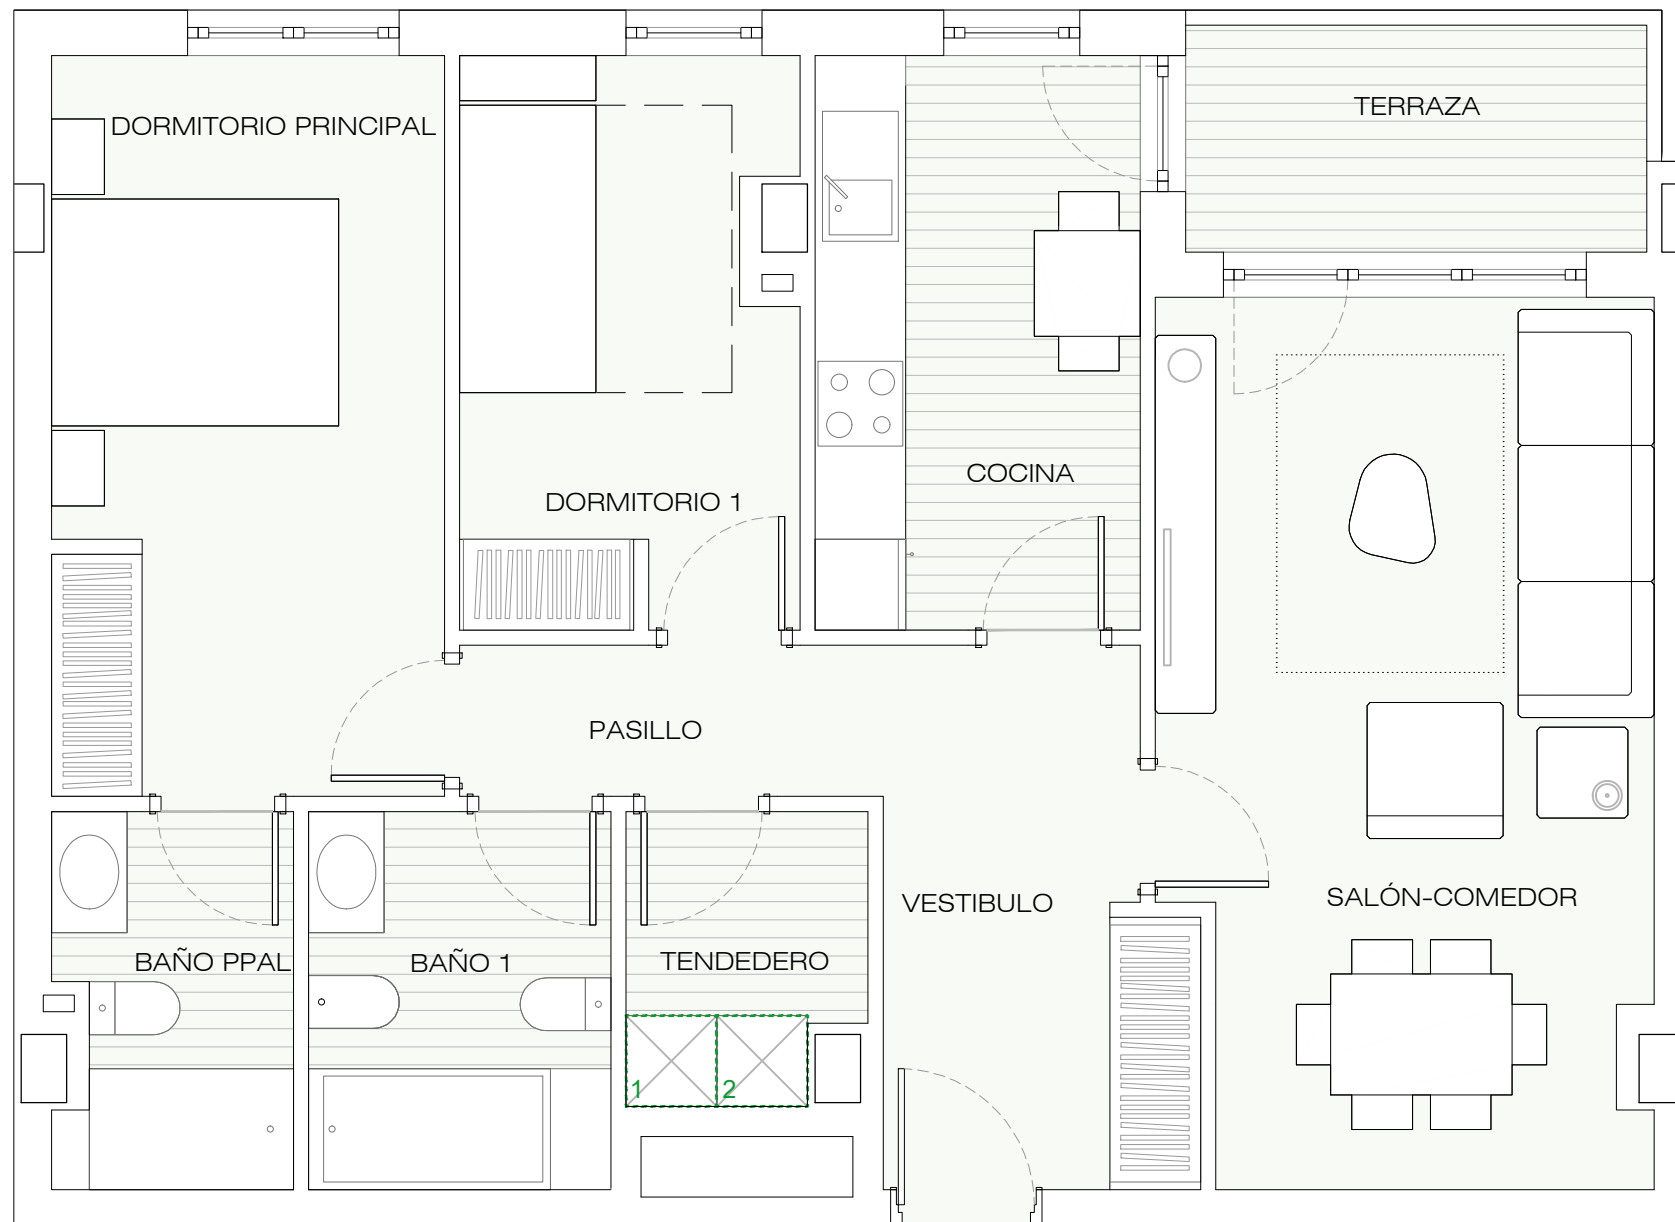 TERRAZA
DORMITORIO PRINCIPAL
COCINA
DORMITORIO 1
PASILLO
SALÓN-COMEDOR
VESTIBULO
BAÑO PPAL
BAÑO 1
TENDEDERO
1
2